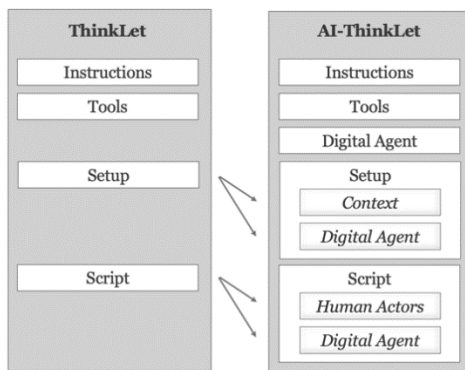 ThinkLet
Instructions
Tools
Setup
Script
AI-ThinkLet
Instructions
Tools
Digital Agent
Setup
Context
Digital Agent
Script
Human Actors
Digital Agent